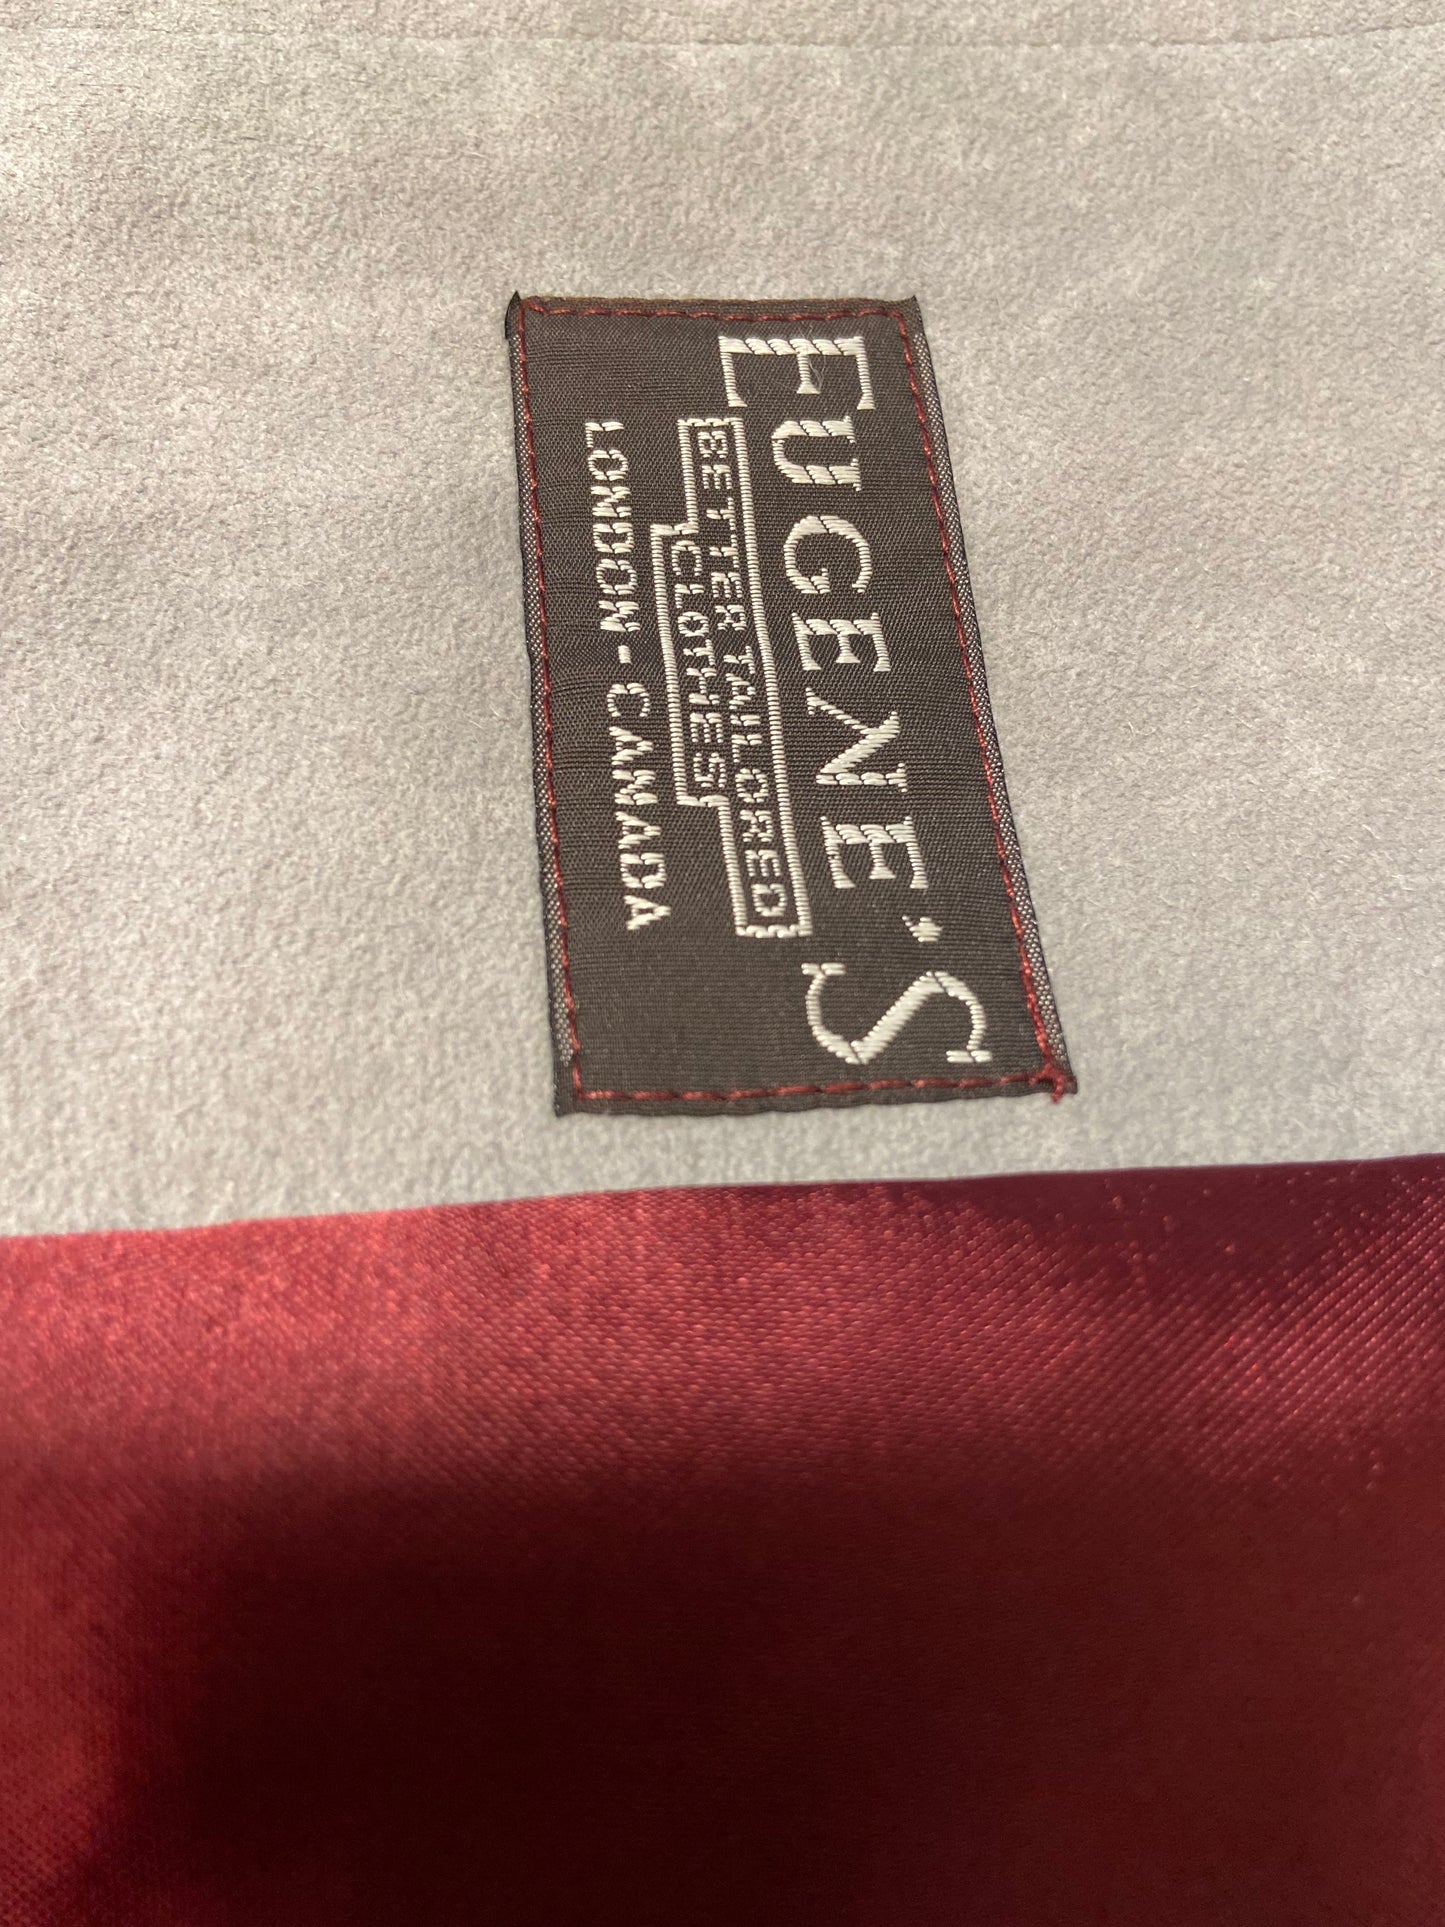 EUGENE'S
BETTER TAILORED
CLOTHES
LONDON - CANADA